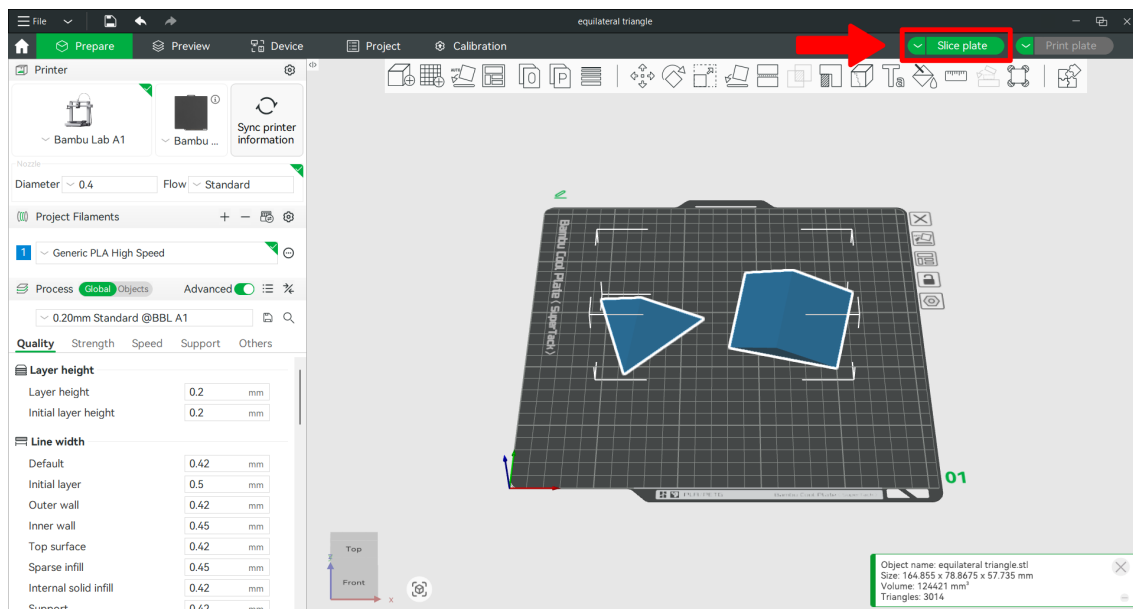 File
equilateral triangle
Prepare
Preview
Device
Project
Calibration
Slice plate
Print plate
Printer
Bambu Lab A1
Bambu ...
Sync printer
information
Nozzle
Diameter
0.4
Flow
Standard
Project Filaments
1
Generic PLA High Speed
Process
Global
Objects
Advanced
0.20mm Standard @BBL A1
Quality
Strength
Speed
Support
Others
Layer height
Layer height 0.2 mm
Initial layer height 0.2 mm
Line width
Default 0.42 mm
Initial layer 0.5 mm
Outer wall 0.42 mm
Inner wall 0.45 mm
Top surface 0.42 mm
Sparse infill 0.45 mm
Internal solid infill 0.42 mm
Support 0.42 mm
AUTO
Bambu Cool Plate (SuperTack)
01
Top
Front
z
x
Object name: equilateral triangle.stl
Size: 164.855 x 78.8675 x 57.735 mm
Volume: 124421 mm³
Triangles: 3014